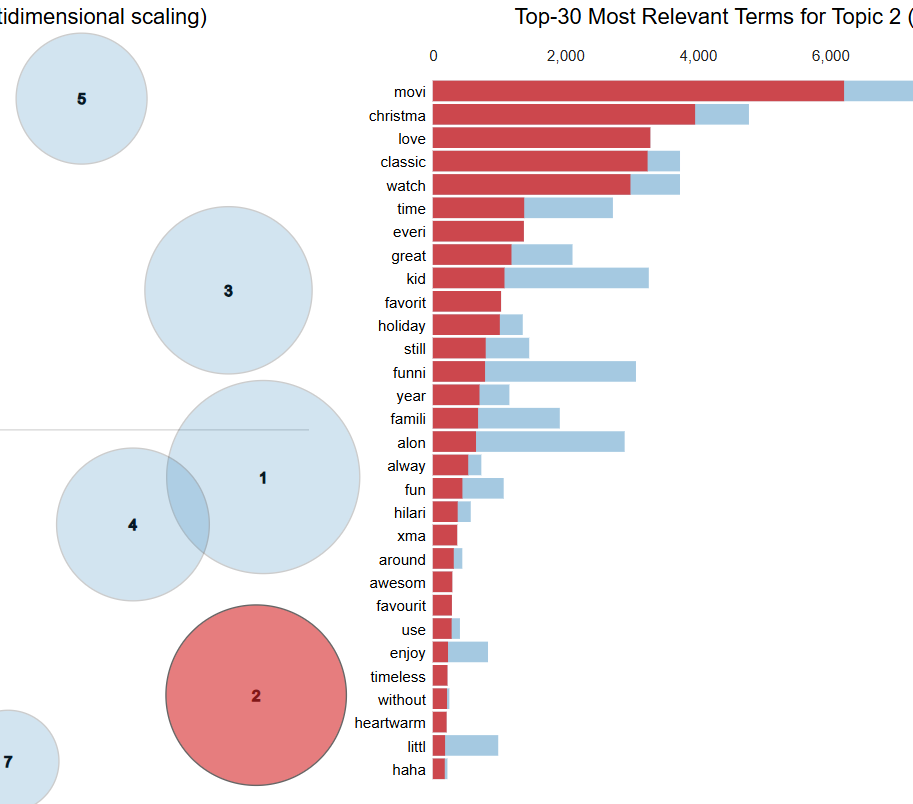 tidimensional scaling)
5
3
1
4
2
7
Top-30 Most Relevant Terms for Topic 2 (
0 2,000 4,000 6,000
movi
christma
love
classic
watch
time
everi
great
kid
favorit
holiday
still
funni
year
famili
alon
alway
fun
hilari
xma
around
awesom
favourit
use
enjoy
timeless
without
heartwarm
littl
haha